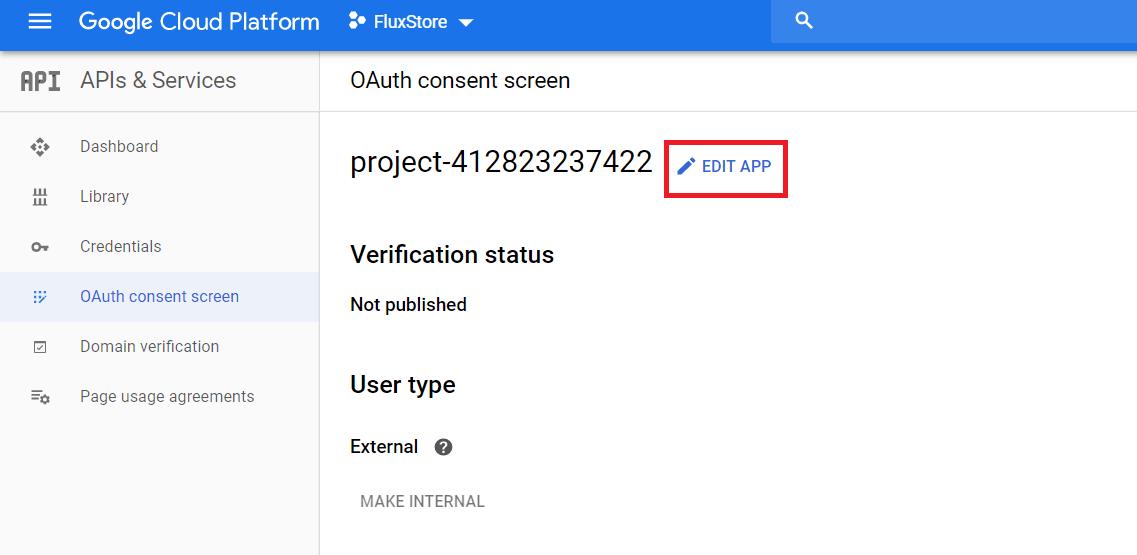 Google Cloud Platform
FluxStore
API APIs & Services
OAuth consent screen
Dashboard
Library
Credentials
OAuth consent screen
Domain verification
Page usage agreements
project-412823237422
EDIT APP
Verification status
Not published
User type
External ?
MAKE INTERNAL